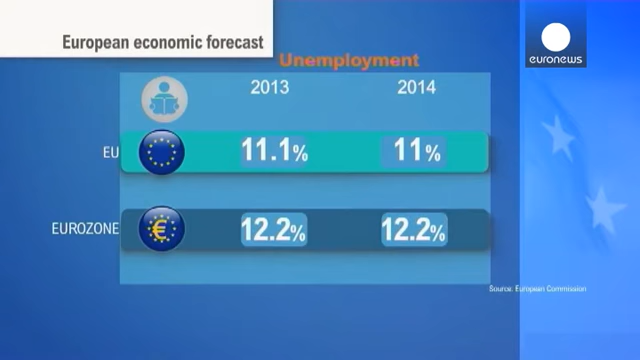 European economic forecast
euronews
Unemployment
2013 2014
EU 11.1% 11%
EUROZONE € 12.2% 12.2%
Source: European Commission